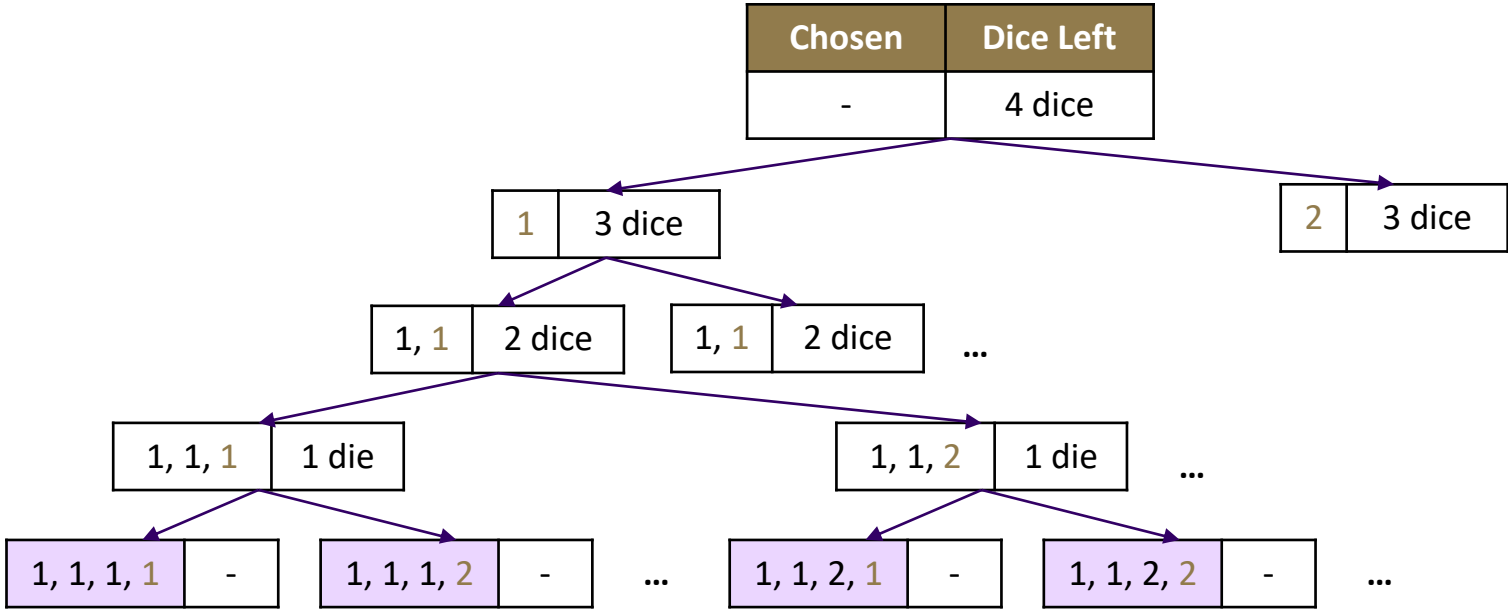 Chosen Dice Left
- 4 dice
1 3 dice 2 3 dice
1, 1 2 dice 1, 1 2 dice ...
1, 1, 1 1 die 1, 1, 2 1 die ...
1, 1, 1, 1 - 1, 1, 1, 2 - ... 1, 1, 2, 1 - 1, 1, 2, 2 - ...